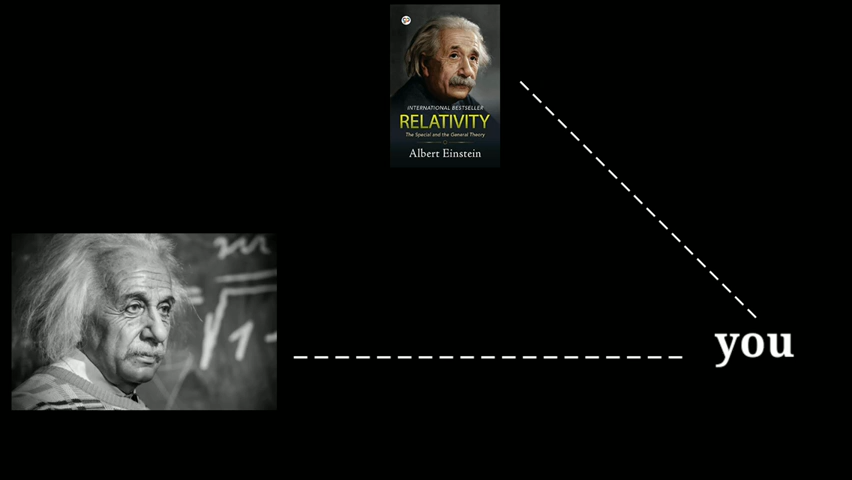 INTERNATIONAL BESTSELLER
RELATIVITY
The Special and the General Theory
Albert Einstein
you